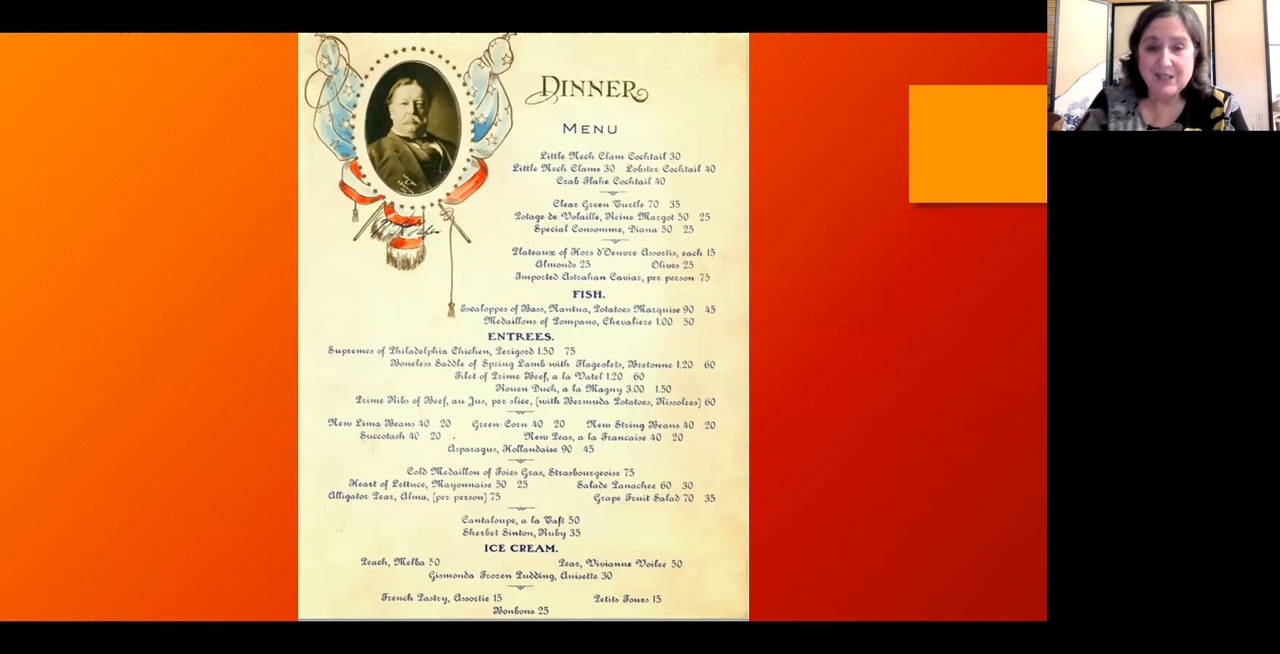 DINNER
MENU
Little Neck Clam Cocktail 30
Little Neck Clams 30 Lobster Cocktail 40
Crab Flake Cocktail 40
Clear Green Turtle 70 35
Potage de Volaille, Reine Margot 50 25
Special Consomme, Diana 50 25
Plateaux of Hors d'Oeuvre Assortis, each 15
Almonds 25 Olives 25
Imported Astrahan Caviar, per person 75
FISH.
Escaloppes of Bass, Nantua, Potatoes Marquise 90 45
Medaillons of Pompano, Chevaliere 1.00 50
ENTREES.
Supremes of Philadelphia Chicken, Perigord 1.50 75
Boneless Saddle of Spring Lamb with Flageolets, Bretonne 1.20 60
Filet of Prime Beef, a la Vatel 1.20 60
Rouen Duck, a la Magny 3.00 1.50
Prime Ribs of Beef, au Jus, per slice, (with Bermuda Potatoes, Rissolees) 60
New Lima Beans 40 20 Green Corn 40 20 New String Beans 40 20
Succotash 40 20 New Peas, a la Francaise 40 20
Asparagus, Hollandaise 90 45
Cold Medaillon of Foies Gras, Strasbourgeoise 75
Heart of Lettuce, Mayonnaise 50 25 Salade Panachee 60 30
Alligator Pear, Alma, (per person) 75 Grape Fruit Salad 70 35
Cantaloupe, a la Taft 50
Sherbet Sinton, Ruby 35
ICE CREAM.
Peach, Melba 50 Pear, Vivianne Voilee 50
Gismonda Frozen Pudding, Anisette 30
French Pastry, Assortie 15 Petits Fours 15
Bonbons 25